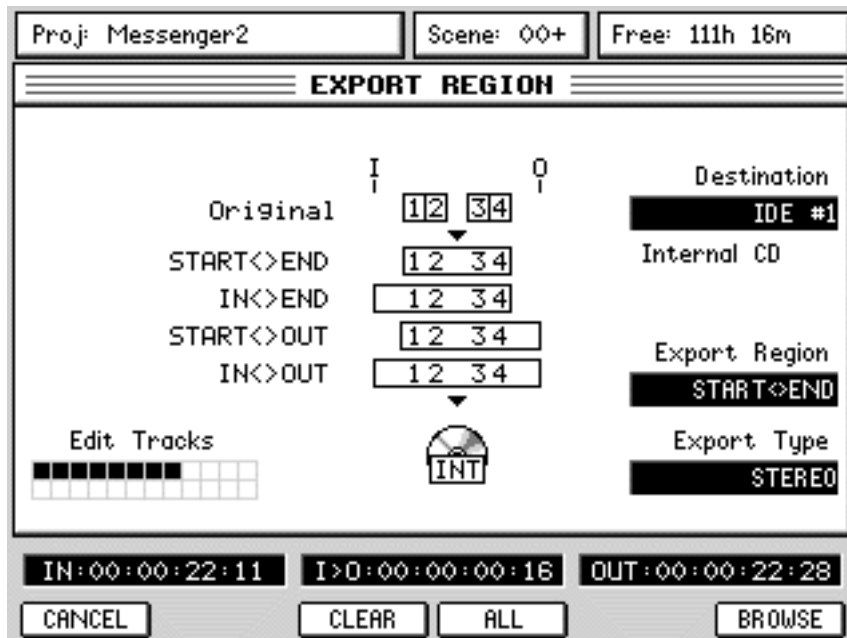 Proj: Messenger2 Scene: 00+ Free: 111h 16m
EXPORT REGION
I O
Original 12 34
START<>END 12 34
IN<>END 12 34
START<>OUT 12 34
IN<>OUT 12 34
INT
Edit Tracks
Destination
IDE #1
Internal CD
Export Region
START<>END
Export Type
STEREO
IN:00:00:22:11 I>O:00:00:00:16 OUT:00:00:22:28
CANCEL CLEAR ALL BROWSE